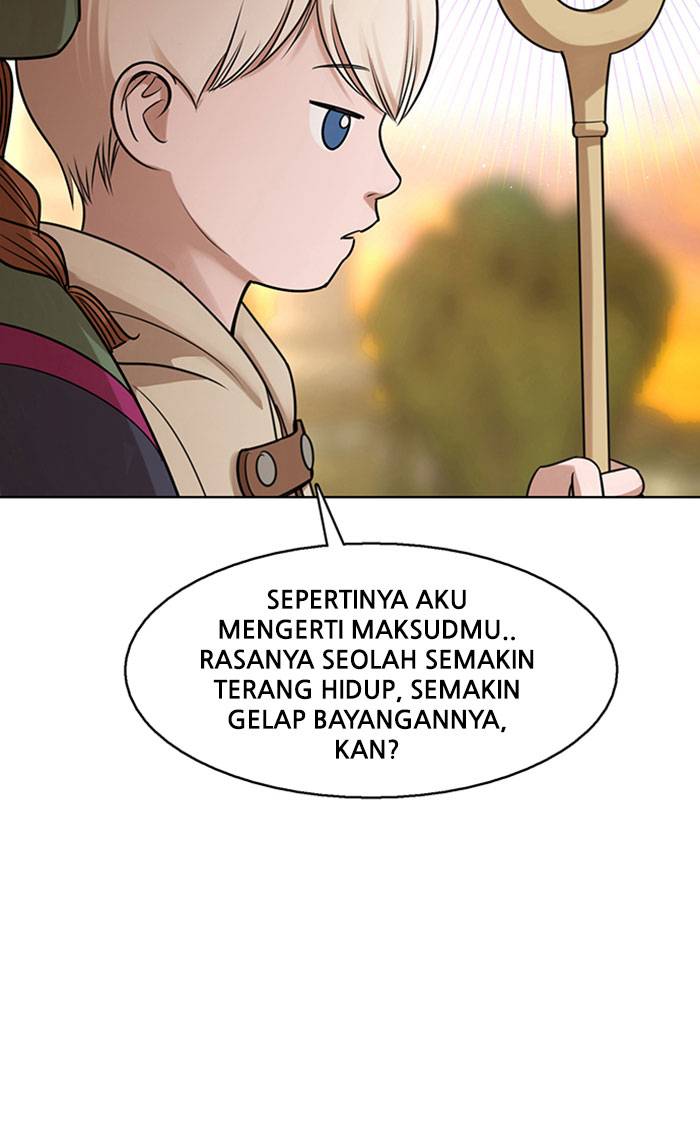 SEPERTINYA AKU
MENGERTI MAKSUDMU..
RASANYA SEOLAH SEMAKIN
TERANG HIDUP, SEMAKIN
GELAP BAYANGANNYA,
KAN?